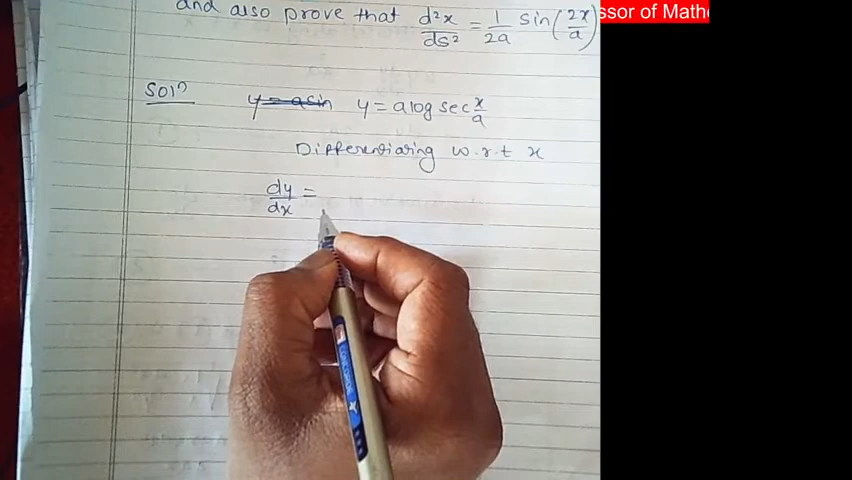 and also prove that d²x/ds² = 1/2a sin(2x/a)
ssor of Mathe
Solⁿ y = a sin y = a log sec x/a
Differentiating w.r.t x
dy/dx =